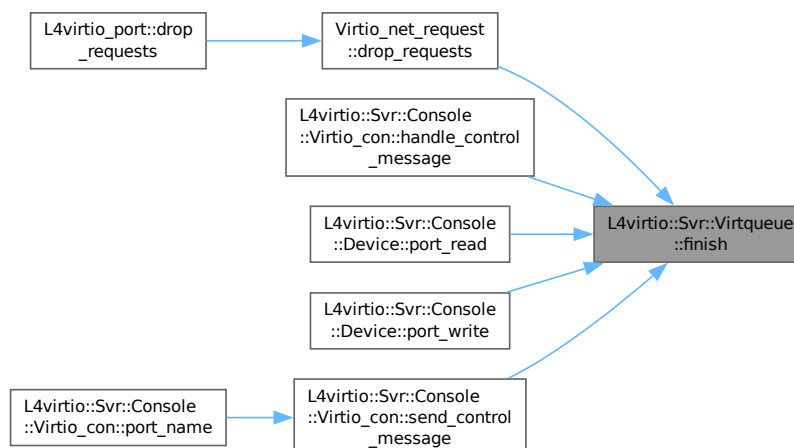 L4virtio_port::drop
_requests
Virtio_net_request
::drop_requests
L4virtio::Svr::Console
::Virtio_con::handle_control
_message
L4virtio::Svr::Console
::Device::port_read
L4virtio::Svr::Virtqueue
::finish
L4virtio::Svr::Console
::Device::port_write
L4virtio::Svr::Console
::Virtio_con::port_name
L4virtio::Svr::Console
::Virtio_con::send_control
_message